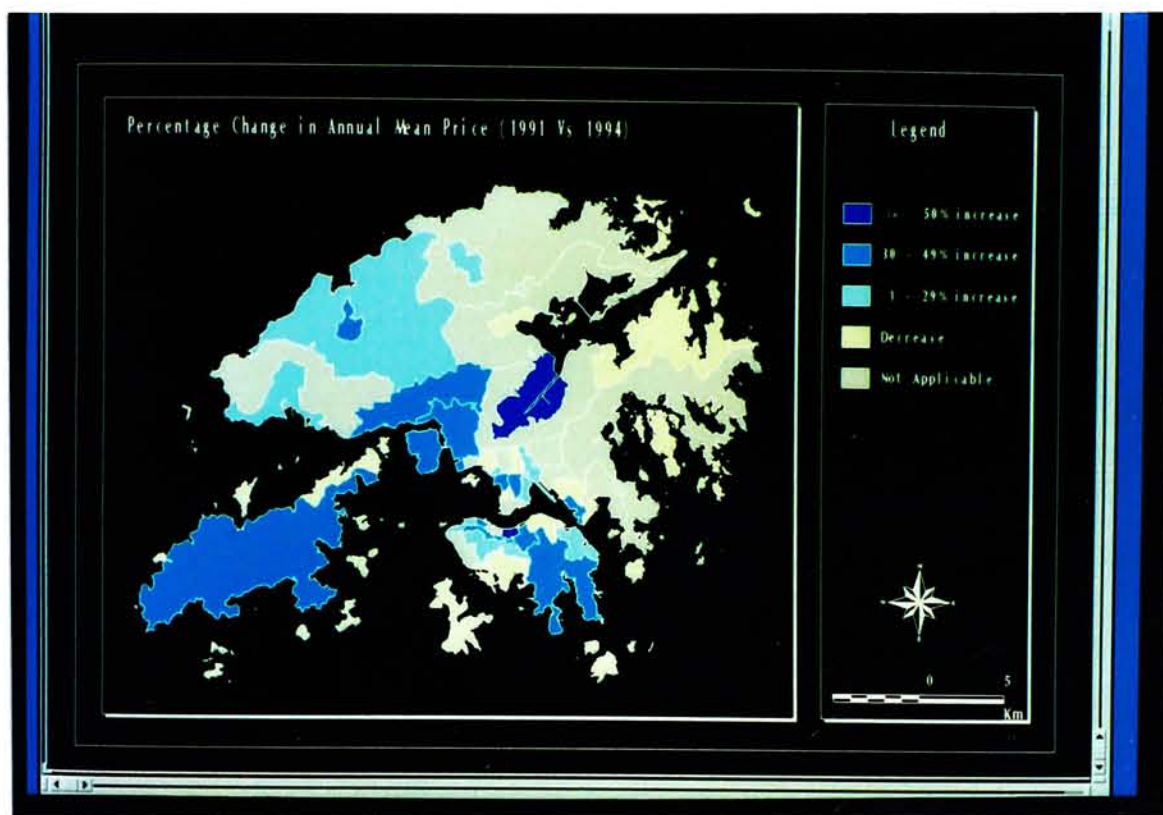 Percentage Change in Annual Mean Price (1991 Vs 1994)
Legend
50% increase
30 - 49% increase
1 - 29% increase
Decrease
Not Applicable
0 5
Km